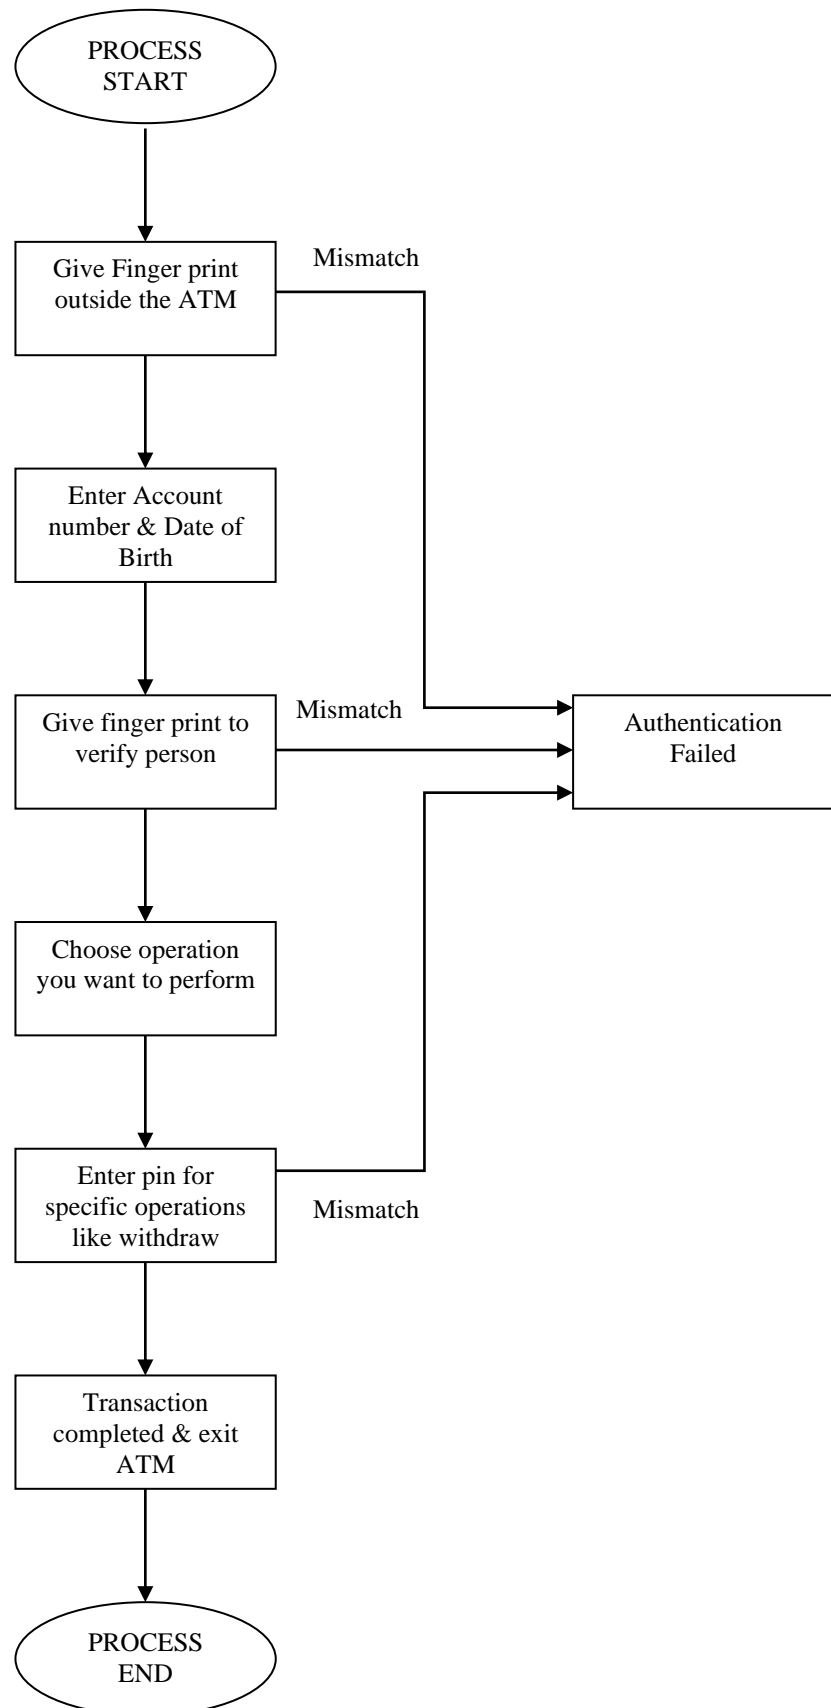 PROCESS
START
Mismatch
Give Finger print
outside the ATM
Enter Account
number & Date of
Birth
Mismatch
Give finger print to
verify person
Authentication
Failed
Choose operation
you want to perform
Enter pin for
specific operations
like withdraw
Mismatch
Transaction
completed & exit
ATM
PROCESS
END